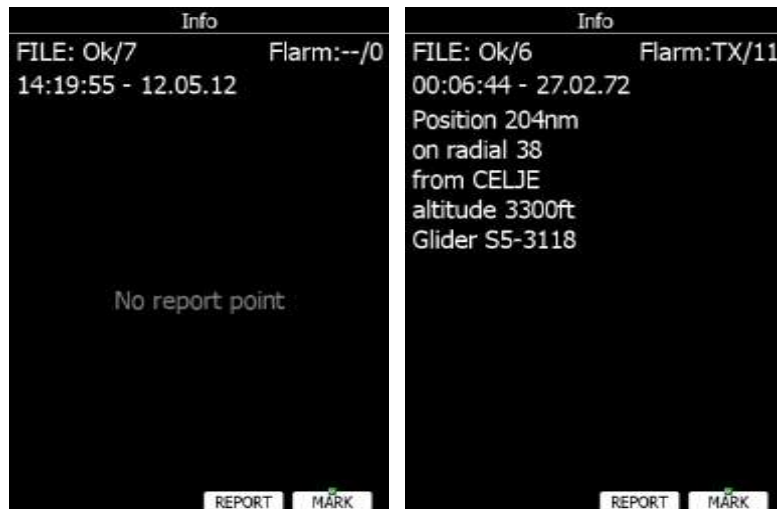 Info
FILE: Ok/7 Flarm:--/0
14:19:55 - 12.05.12
No report point
REPORT MARK
Info
FILE: Ok/6 Flarm:TX/11
00:06:44 - 27.02.72
Position 204nm
on radial 38
from CELJE
altitude 3300ft
Glider S5-3118
REPORT MARK